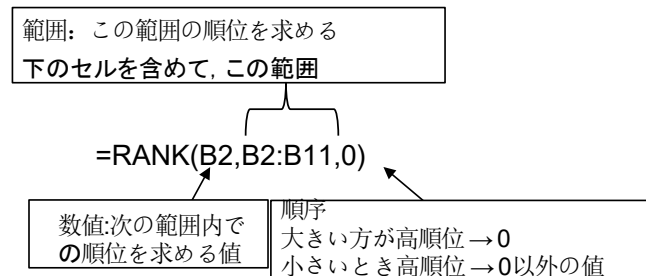 範囲：この範囲の順位を求める
下のセルを含めて，この範囲
=RANK(B2,B2:B11,0)
数値:次の範囲内で
の順位を求める値
順序
大きい方が高順位→0
小さいとき高順位→0以外の値